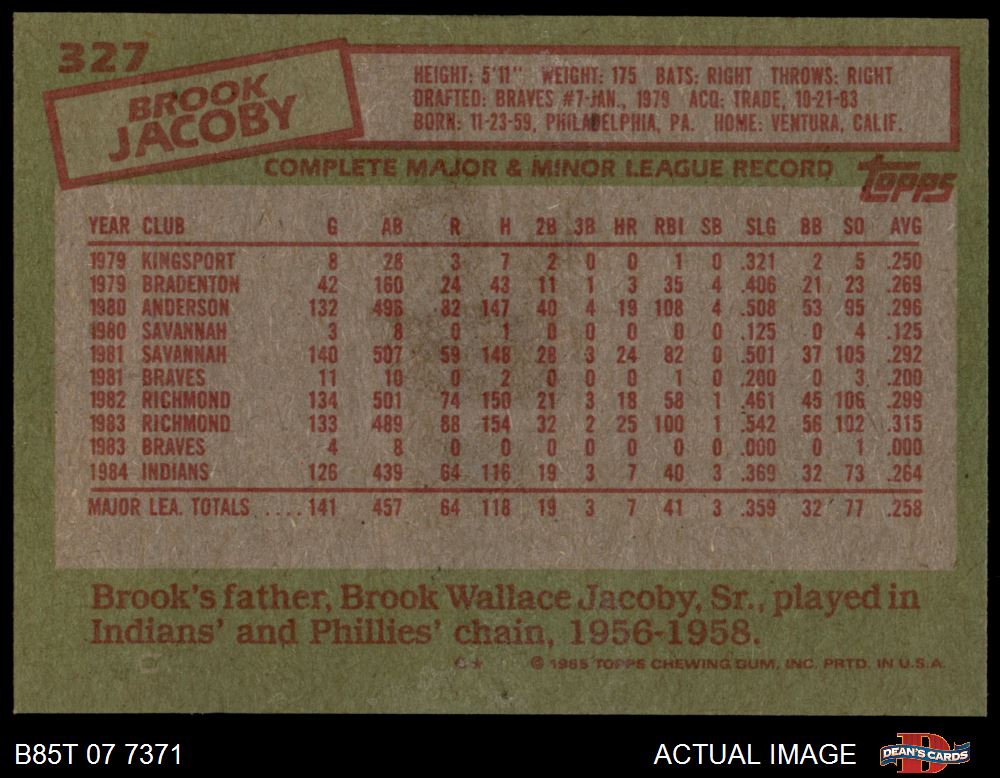 327
BROOK
JACOBY
HEIGHT: 5'11" WEIGHT: 175 BATS: RIGHT THROWS: RIGHT
DRAFTED: BRAVES #7-JAN., 1979 ACQ: TRADE, 10-21-83
BORN: 11-23-59, PHILADELPHIA, PA. HOME: VENTURA, CALIF.
COMPLETE MAJOR & MINOR LEAGUE RECORD
TOPPS
YEAR CLUB G AB R H 2B 3B HR RBI SB SLG BB SO AVG
1979 KINGSPORT 8 28 3 7 2 0 0 1 0 .321 2 5 .250
1979 BRADENTON 42 160 24 43 11 1 3 35 4 .406 21 23 .269
1980 ANDERSON 132 496 82 147 40 4 19 108 4 .508 53 95 .296
1980 SAVANNAH 3 8 0 1 0 0 0 0 0 .125 0 4 .125
1981 SAVANNAH 140 507 59 148 28 3 24 82 0 .501 37 105 .292
1981 BRAVES 11 10 0 2 0 0 0 1 0 .200 0 3 .200
1982 RICHMOND 134 501 74 150 21 3 18 58 1 .461 45 106 .299
1983 RICHMOND 133 489 88 154 32 2 25 100 1 .542 56 102 .315
1983 BRAVES 4 8 0 0 0 0 0 0 0 .000 0 1 .000
1984 INDIANS 126 439 64 116 19 3 7 40 3 .369 32 73 .264
MAJOR LEA. TOTALS ....141 457 64 118 19 3 7 41 3 .359 32 77 .258
Brook's father, Brook Wallace Jacoby, Sr., played in
Indians' and Phillies' chain, 1956-1958.
© 1985 TOPPS CHEWING GUM, INC. PRTD. IN U.S.A.
B85T 07 7371
ACTUAL IMAGE
DEAN'S CARDS